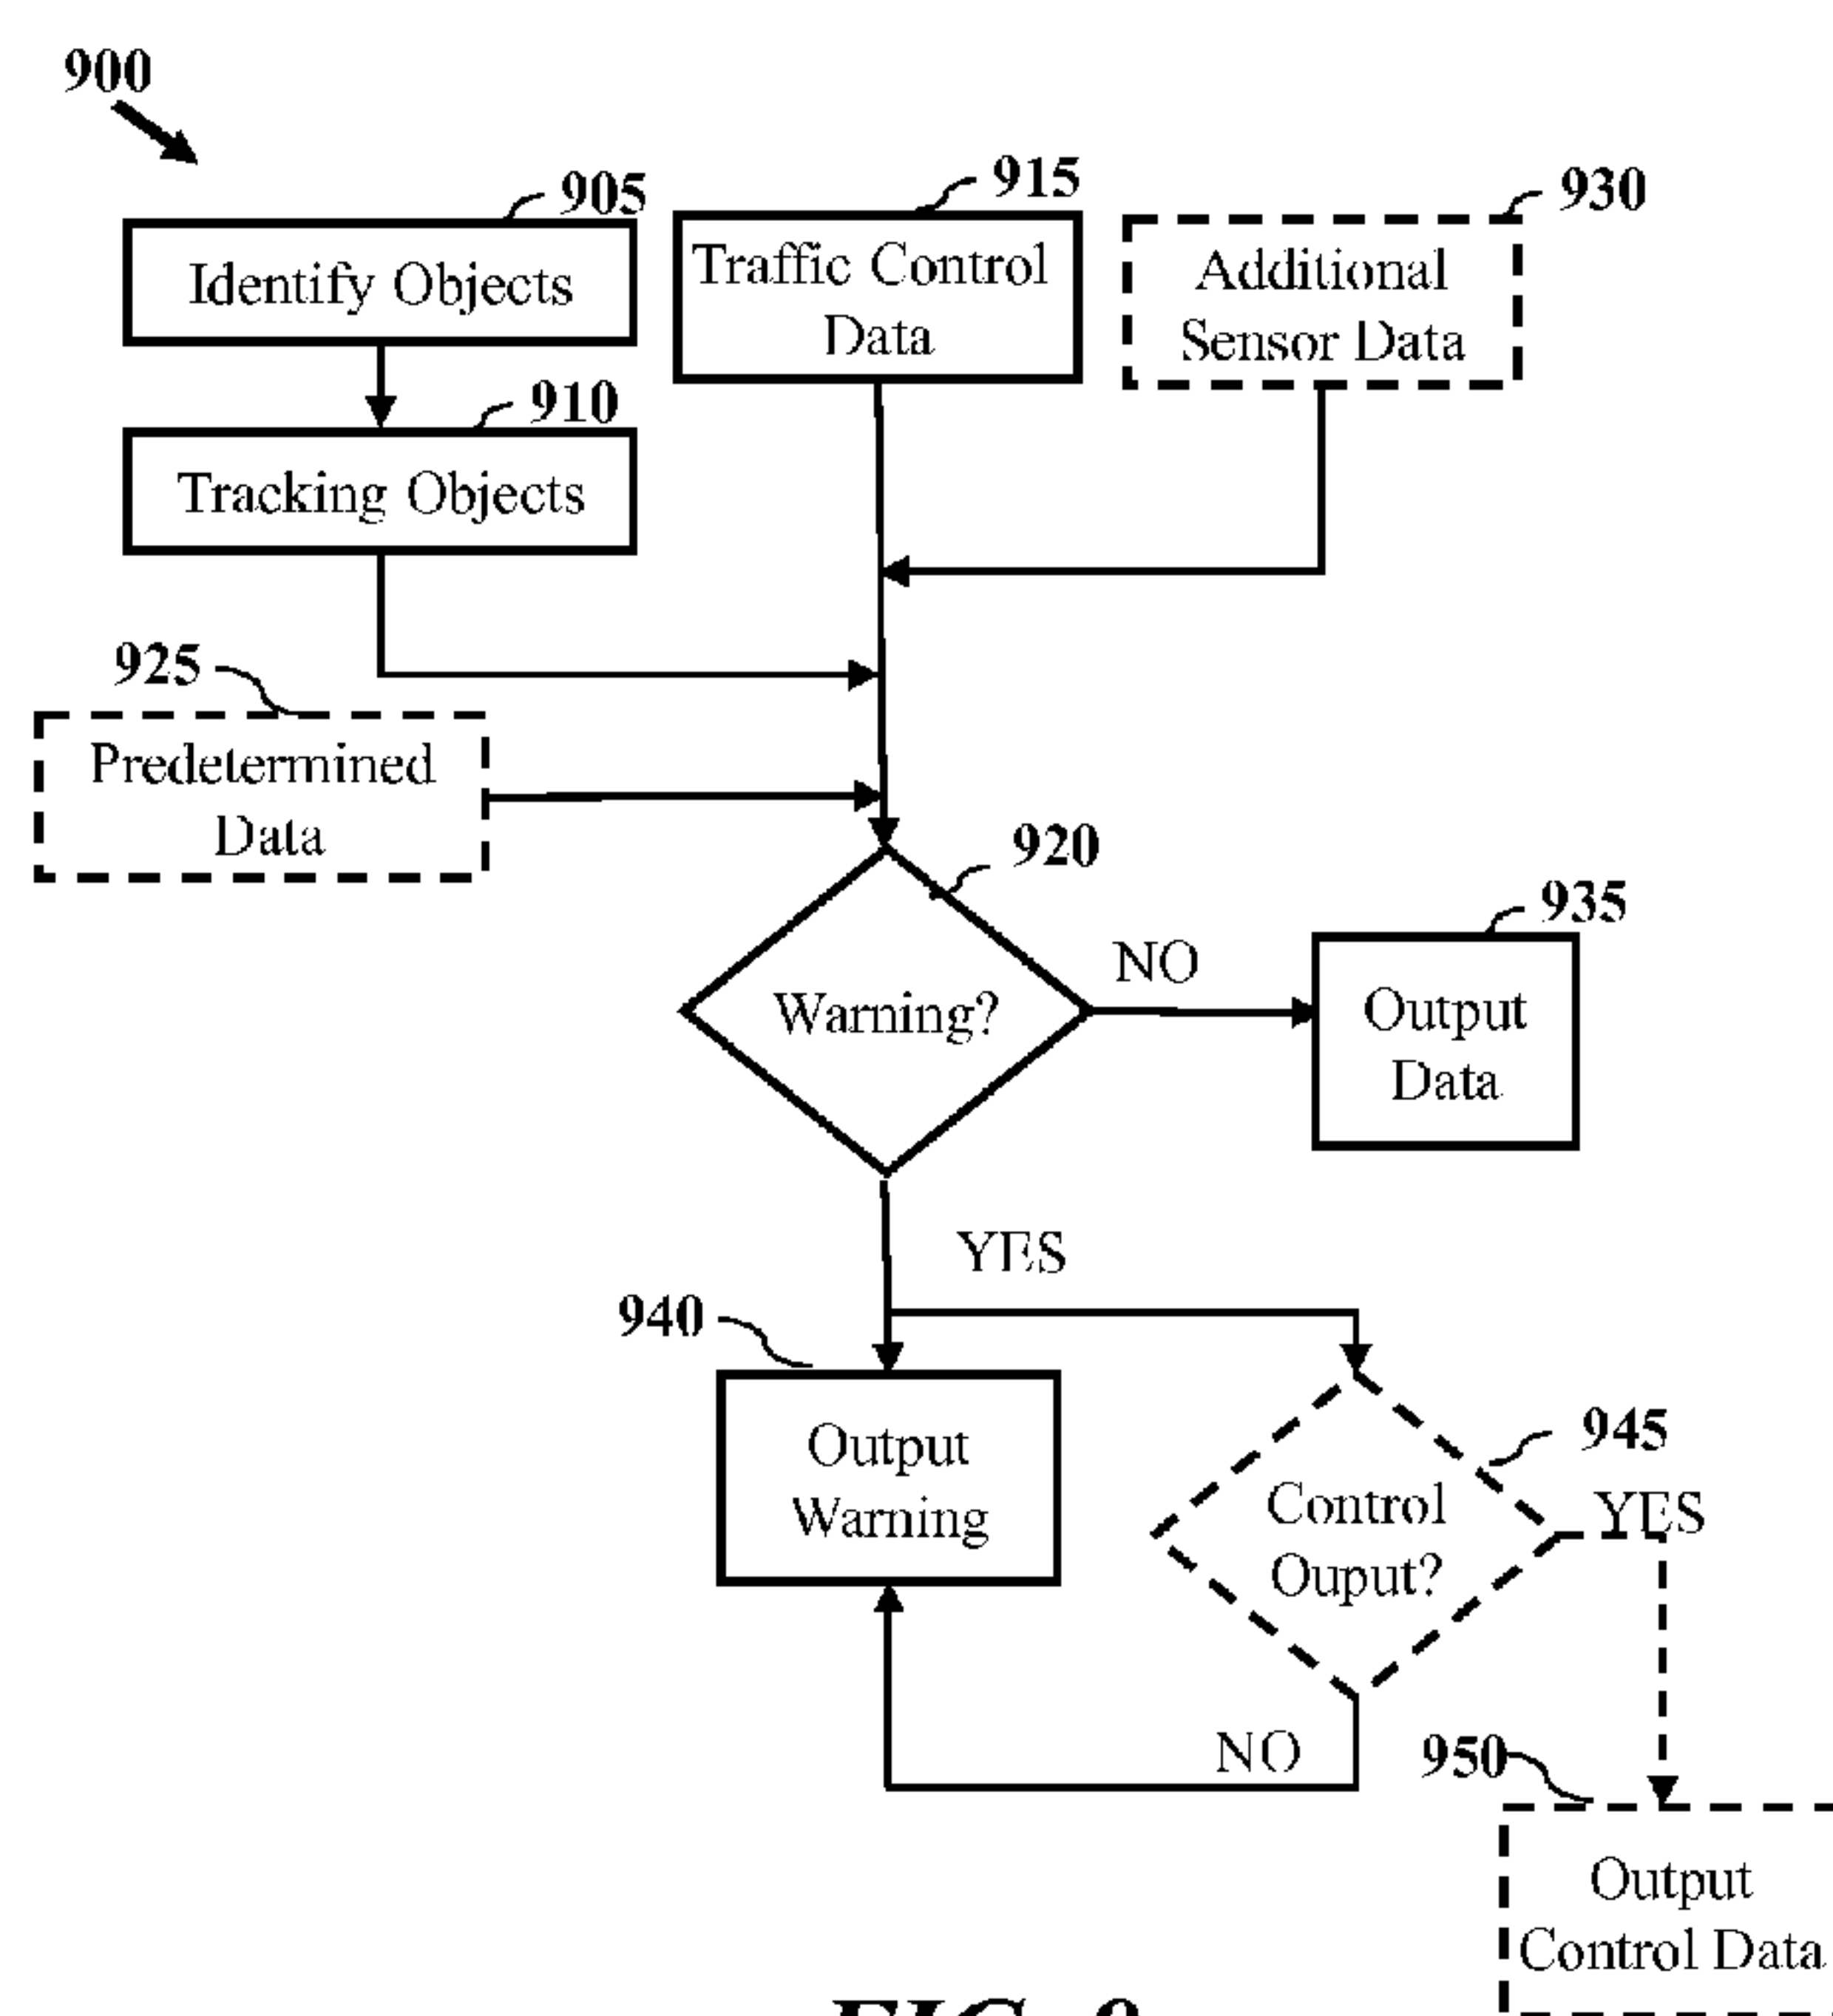 900
905
Identify Objects
915
Traffic Control
Data
930
Additional
Sensor Data
910
Tracking Objects
925
Predetermined
Data
920
Warning?
NO
935
Output
Data
YES
940
Output
Warning
945
Control
Ouput?
YES
NO
950
Output
Control Data